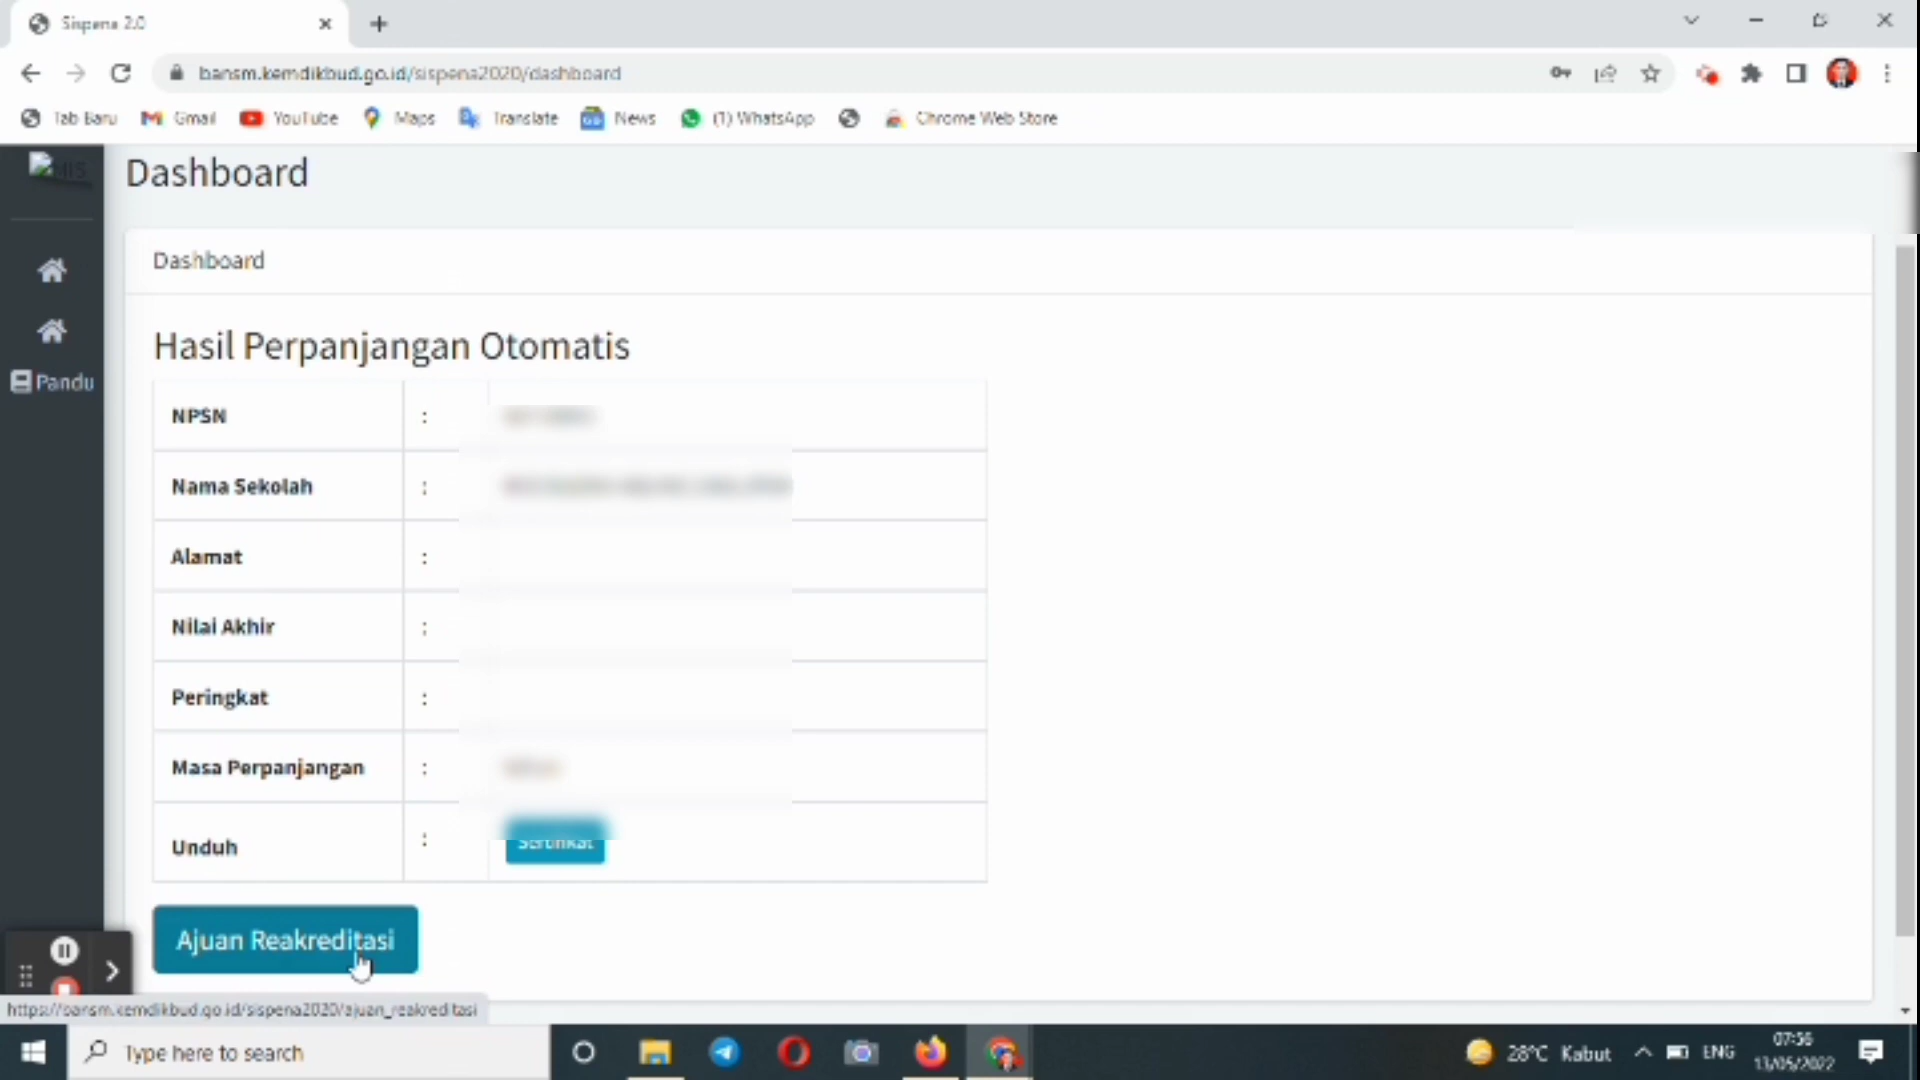 Sispena 2.0
bansm.kemdikbud.go.id/sispena2020/dashboard
Tab Baru Gmail YouTube Maps Translate News (1) WhatsApp Chrome Web Store
MIS
Dashboard
Dashboard
Pandu
Hasil Perpanjangan Otomatis
NPSN :
Nama Sekolah :
Alamat :
Nilai Akhir :
Peringkat :
Masa Perpanjangan :
Unduh : Sertifikat
Ajuan Reakreditasi
https://bansm.kemdikbud.go.id/sispena2020/ajuan_reakreditasi
Type here to search
28°C Kabut ENG
07:56
13/05/2022